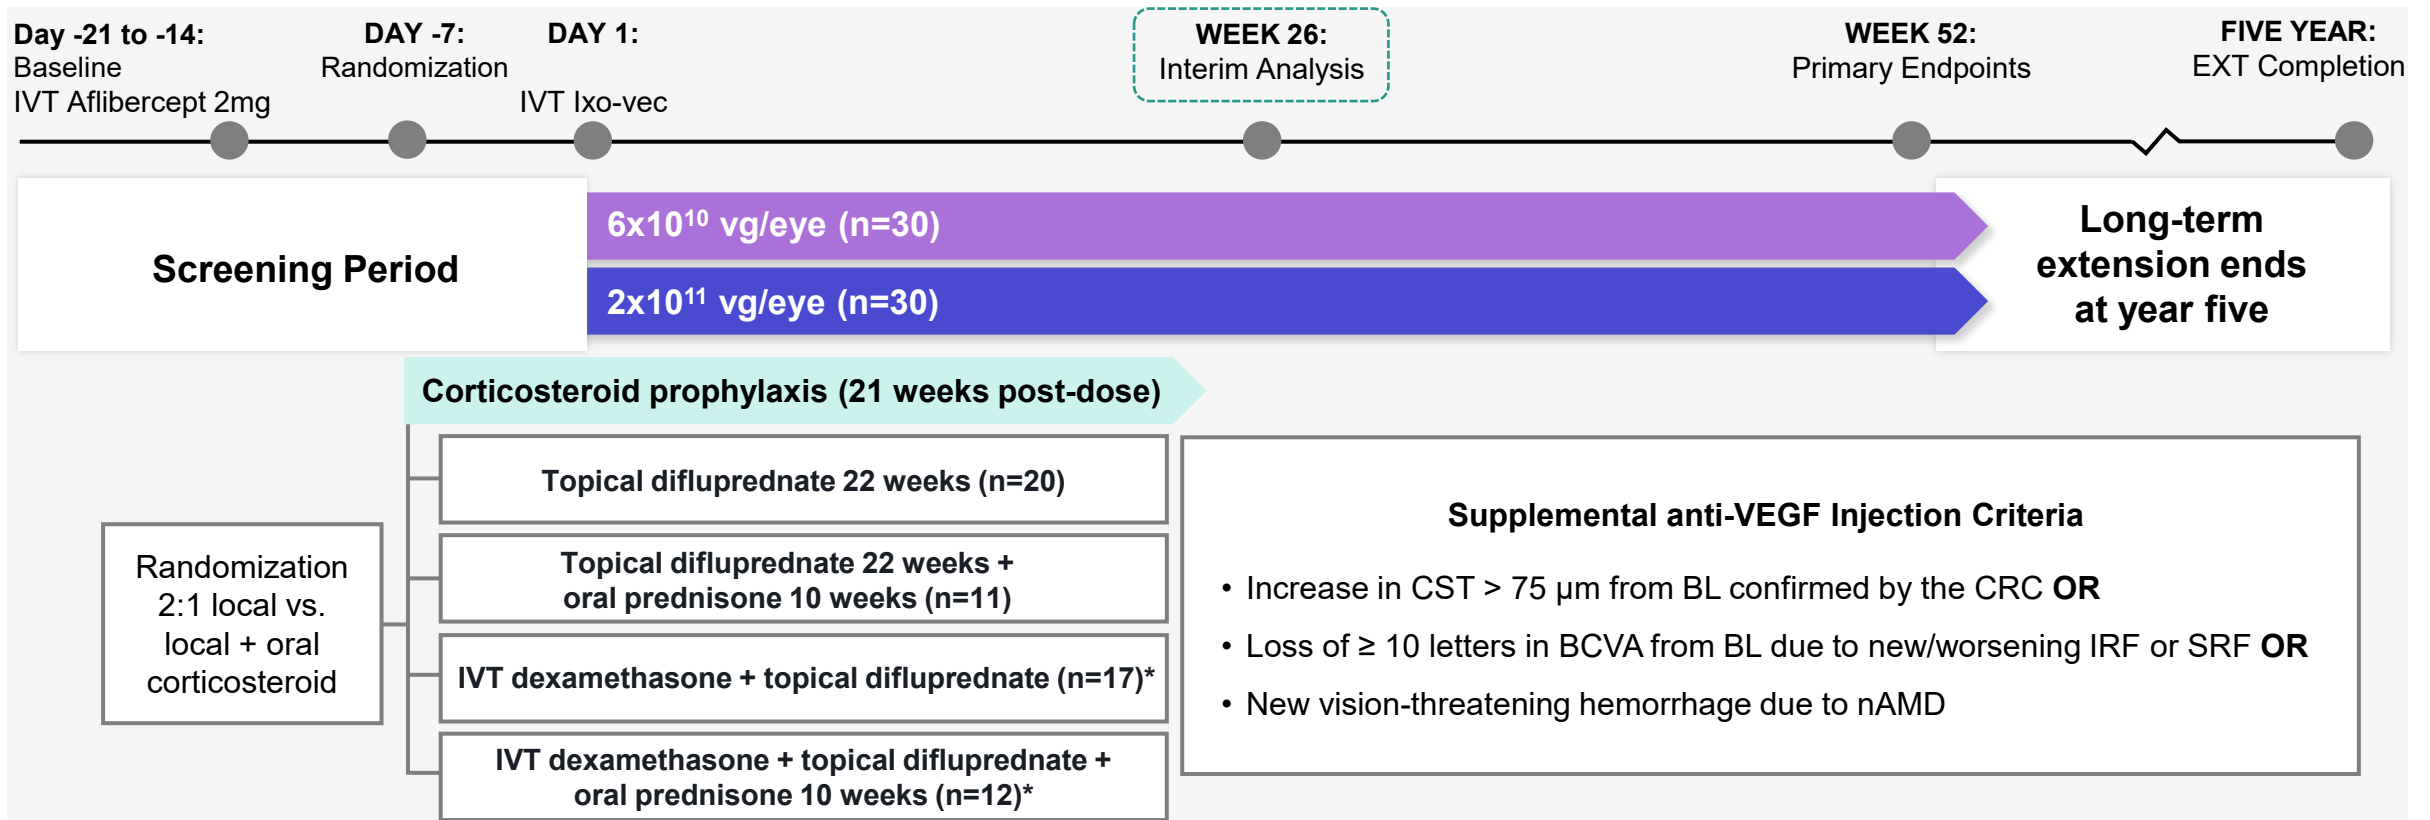 Day -21 to -14:
Baseline
IVT Aflibercept 2mg
DAY -7:
Randomization
DAY 1:
IVT Ixo-vec
WEEK 26:
Interim Analysis
WEEK 52:
Primary Endpoints
FIVE YEAR:
EXT Completion
Screening Period
6x10¹⁰ vg/eye (n=30)
2x10¹¹ vg/eye (n=30)
Long-term
extension ends
at year five
Corticosteroid prophylaxis (21 weeks post-dose)
Randomization
2:1 local vs.
local + oral
corticosteroid
Topical difluprednate 22 weeks (n=20)
Topical difluprednate 22 weeks +
oral prednisone 10 weeks (n=11)
IVT dexamethasone + topical difluprednate (n=17)*
IVT dexamethasone + topical difluprednate +
oral prednisone 10 weeks (n=12)*
Supplemental anti-VEGF Injection Criteria
• Increase in CST > 75 µm from BL confirmed by the CRC OR
• Loss of ≥ 10 letters in BCVA from BL due to new/worsening IRF or SRF OR
• New vision-threatening hemorrhage due to nAMD